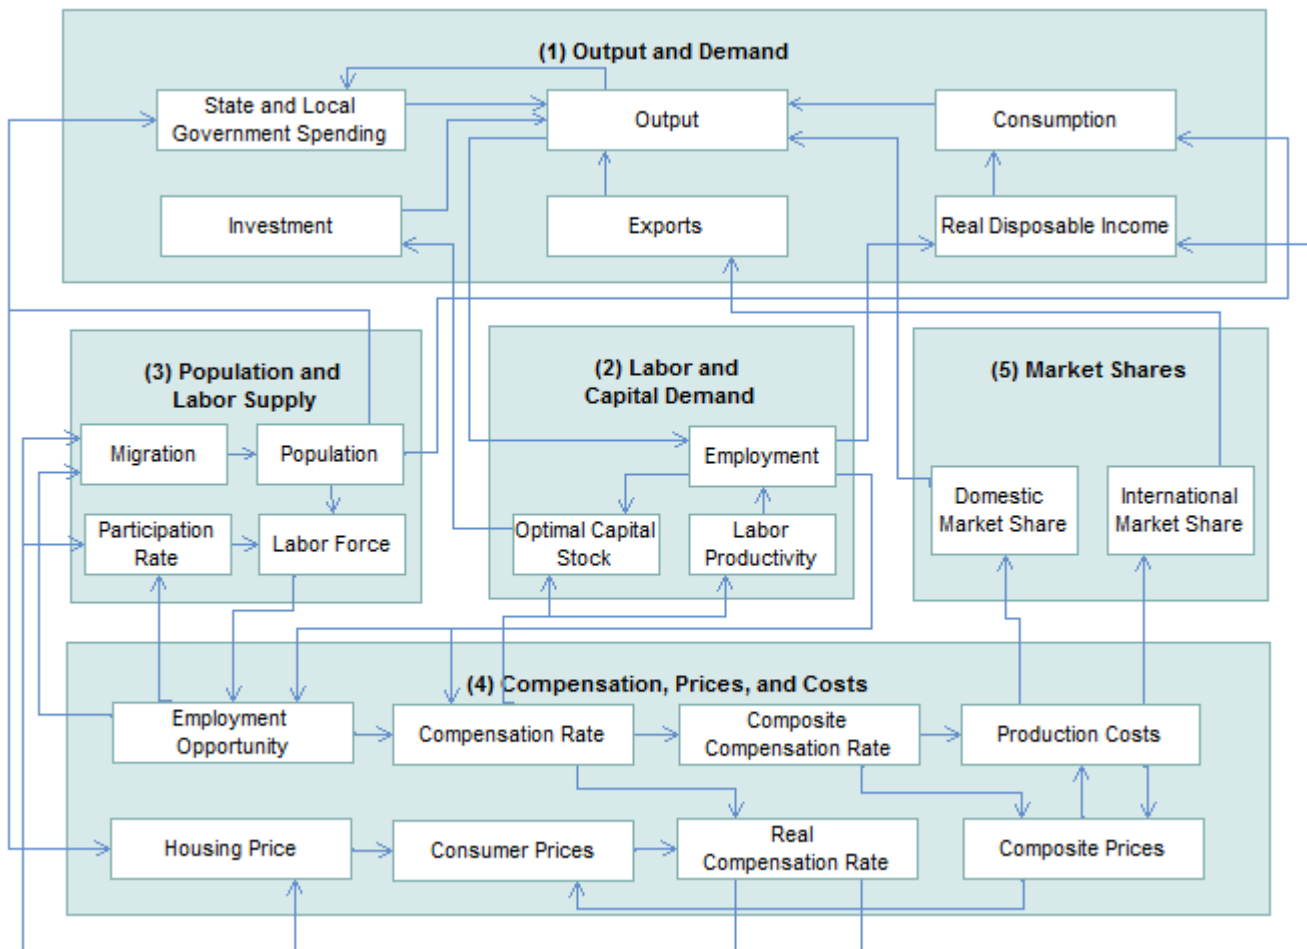 (1) Output and Demand
State and Local
Government Spending
Output
Consumption
Investment
Exports
Real Disposable Income
(3) Population and
Labor Supply
(2) Labor and
Capital Demand
(5) Market Shares
Migration
Population
Employment
Domestic
Market Share
International
Market Share
Participation
Rate
Labor Force
Optimal Capital
Stock
Labor
Productivity
(4) Compensation, Prices, and Costs
Employment
Opportunity
Compensation Rate
Composite
Compensation Rate
Production Costs
Housing Price
Consumer Prices
Real
Compensation Rate
Composite Prices